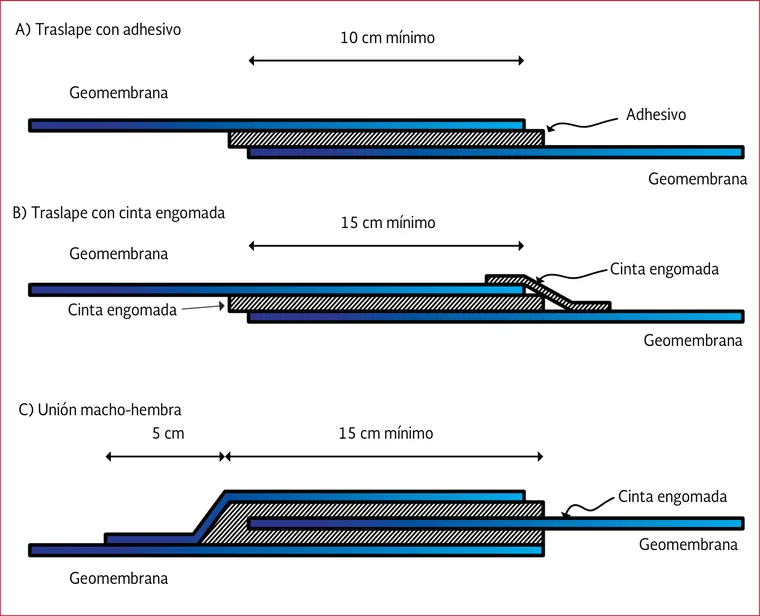 A) Traslape con adhesivo
10 cm mínimo
Geomembrana
Adhesivo
Geomembrana
B) Traslape con cinta engomada
15 cm mínimo
Geomembrana
Cinta engomada
Cinta engomada
Geomembrana
C) Unión macho-hembra
5 cm
15 cm mínimo
Cinta engomada
Geomembrana
Geomembrana